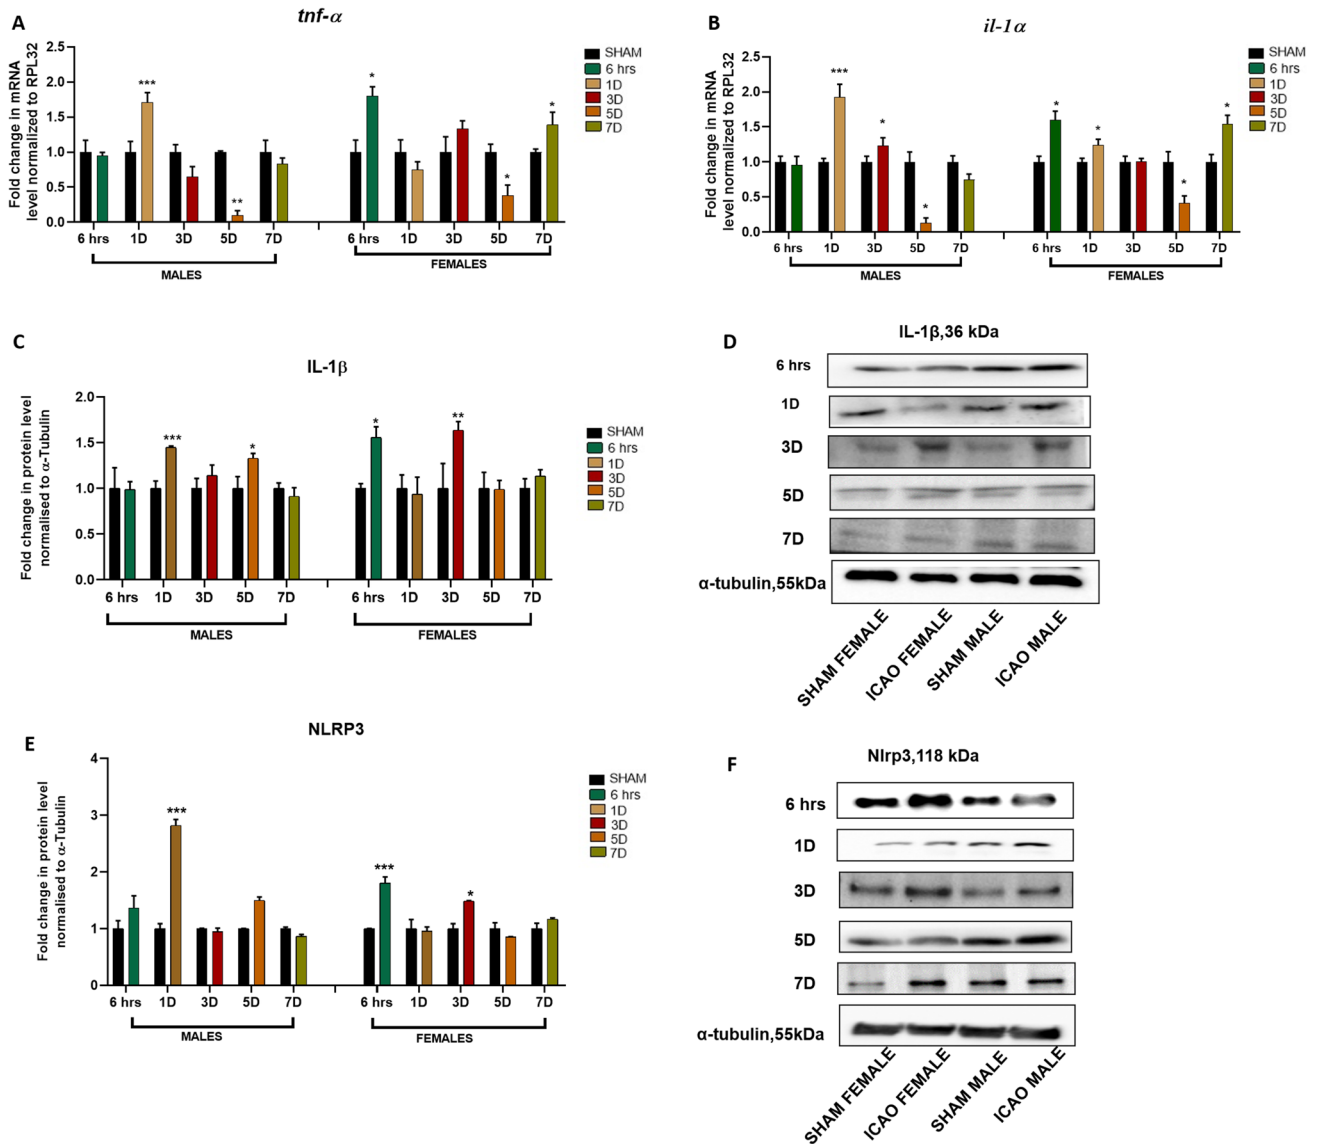 A
tnf-α
Fold change in mRNA
level normalized to RPL32
2.5
2.0
1.5
1.0
0.5
0.0
***
**
*
*
*
6 hrs 1D 3D 5D 7D 6 hrs 1D 3D 5D 7D
MALES FEMALES
SHAM
6 hrs
1D
3D
5D
7D
B
il-1α
Fold change in mRNA
level normalized to RPL32
2.5
2.0
1.5
1.0
0.5
0.0
***
*
*
*
*
*
*
6 hrs 1D 3D 5D 7D 6 hrs 1D 3D 5D 7D
MALES FEMALES
SHAM
6 hrs
1D
3D
5D
7D
C
IL-1β
Fold change in protein level
normalised to α-Tubulin
2.0
1.5
1.0
0.5
0.0
***
*
*
**
6 hrs 1D 3D 5D 7D 6 hrs 1D 3D 5D 7D
MALES FEMALES
SHAM
6 hrs
1D
3D
5D
7D
D
IL-1β,36 kDa
6 hrs
1D
3D
5D
7D
α-tubulin,55kDa
SHAM FEMALE
ICAO FEMALE
SHAM MALE
ICAO MALE
E
NLRP3
Fold change in protein level
normalised to α-Tubulin
4
3
2
1
0
***
***
*
6 hrs 1D 3D 5D 7D 6 hrs 1D 3D 5D 7D
MALES FEMALES
SHAM
6 hrs
1D
3D
5D
7D
F
Nlrp3,118 kDa
6 hrs
1D
3D
5D
7D
α-tubulin,55kDa
SHAM FEMALE
ICAO FEMALE
SHAM MALE
ICAO MALE